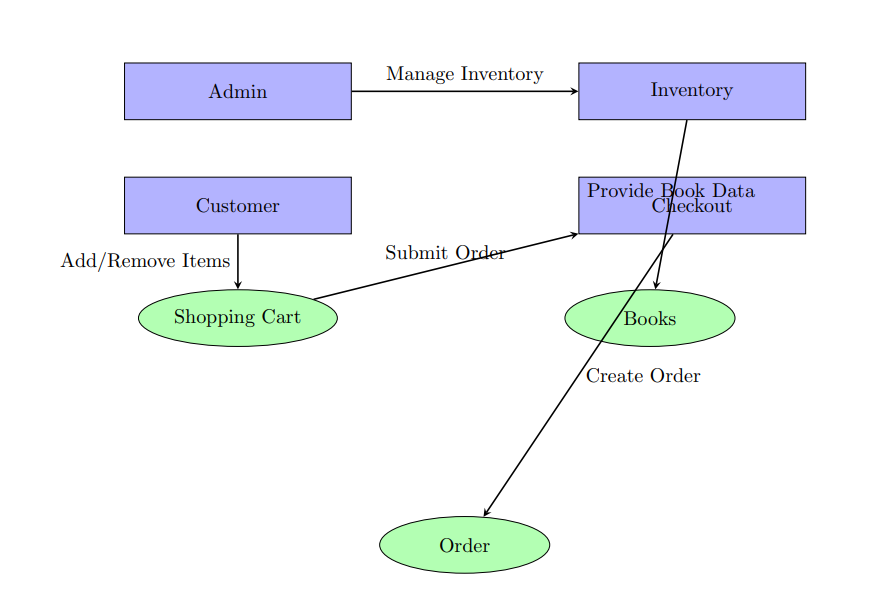 Manage Inventory
Admin
Inventory
Provide Book Data
Customer
Checkout
Submit Order
Add/Remove Items
Shopping Cart
Books
Create Order
Order